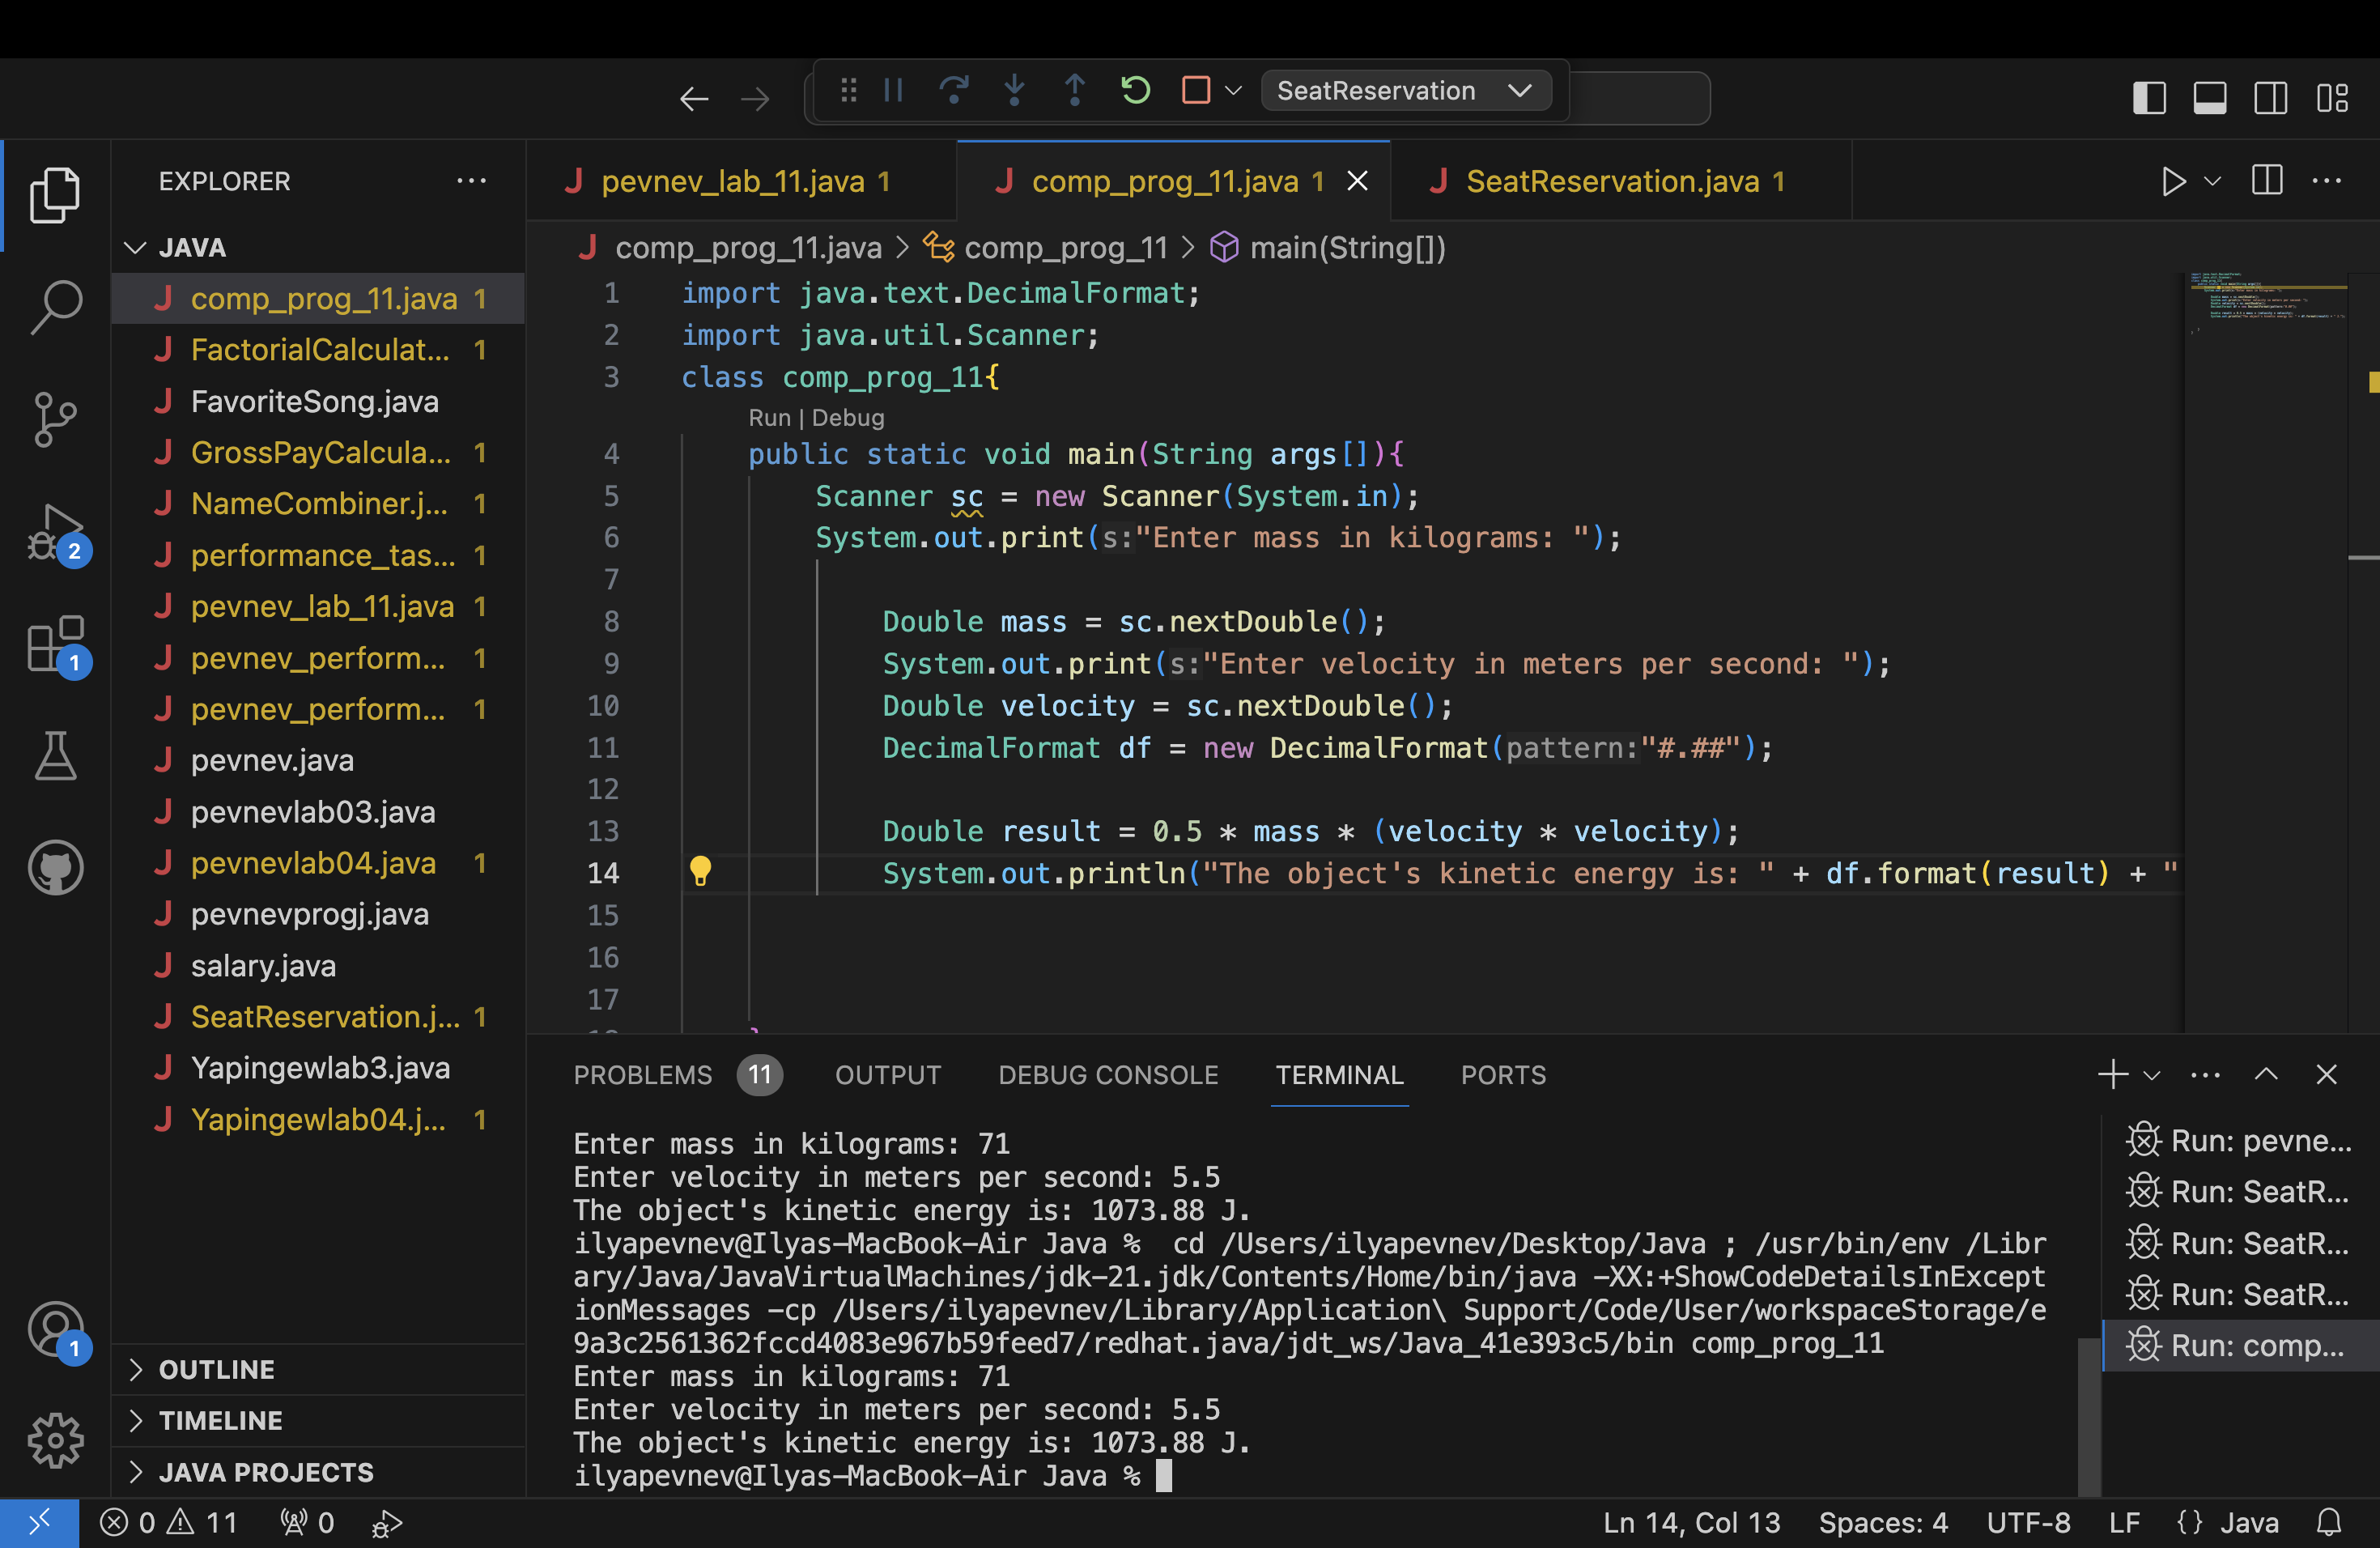 SeatReservation
EXPLORER
JAVA
comp_prog_11.java 1
FactorialCalculat... 1
FavoriteSong.java
GrossPayCalcula... 1
NameCombiner.j... 1
performance_tas... 1
pevnev_lab_11.java 1
pevnev_perform... 1
pevnev_perform... 1
pevnev.java
pevnevlab03.java
pevnevlab04.java 1
pevnevprogj.java
salary.java
SeatReservation.j... 1
Yapingewlab3.java
Yapingewlab04.j... 1
OUTLINE
TIMELINE
JAVA PROJECTS
2
1
1
pevnev_lab_11.java 1
comp_prog_11.java 1
SeatReservation.java 1
comp_prog_11.java > comp_prog_11 > main(String[])
1 import java.text.DecimalFormat;
2 import java.util.Scanner;
3 class comp_prog_11{
Run | Debug
4 public static void main(String args[]){
5 Scanner sc = new Scanner(System.in);
6 System.out.print(s:"Enter mass in kilograms: ");
7
8 Double mass = sc.nextDouble();
9 System.out.print(s:"Enter velocity in meters per second: ");
10 Double velocity = sc.nextDouble();
11 DecimalFormat df = new DecimalFormat(pattern:"#.##");
12
13 Double result = 0.5 * mass * (velocity * velocity);
14 System.out.println("The object's kinetic energy is: " + df.format(result) + "
15
16
17
PROBLEMS 11 OUTPUT DEBUG CONSOLE TERMINAL PORTS
Enter mass in kilograms: 71
Enter velocity in meters per second: 5.5
The object's kinetic energy is: 1073.88 J.
ilyapevnev@Ilyas-MacBook-Air Java %  cd /Users/ilyapevnev/Desktop/Java ; /usr/bin/env /Libr
ary/Java/JavaVirtualMachines/jdk-21.jdk/Contents/Home/bin/java -XX:+ShowCodeDetailsInExcept
ionMessages -cp /Users/ilyapevnev/Library/Application\ Support/Code/User/workspaceStorage/e
9a3c2561362fccd4083e967b59feed7/redhat.java/jdt_ws/Java_41e393c5/bin comp_prog_11
Enter mass in kilograms: 71
Enter velocity in meters per second: 5.5
The object's kinetic energy is: 1073.88 J.
ilyapevnev@Ilyas-MacBook-Air Java %
Run: pevne...
Run: SeatR...
Run: SeatR...
Run: SeatR...
Run: comp...
0 11 0
Ln 14, Col 13 Spaces: 4 UTF-8 LF {} Java